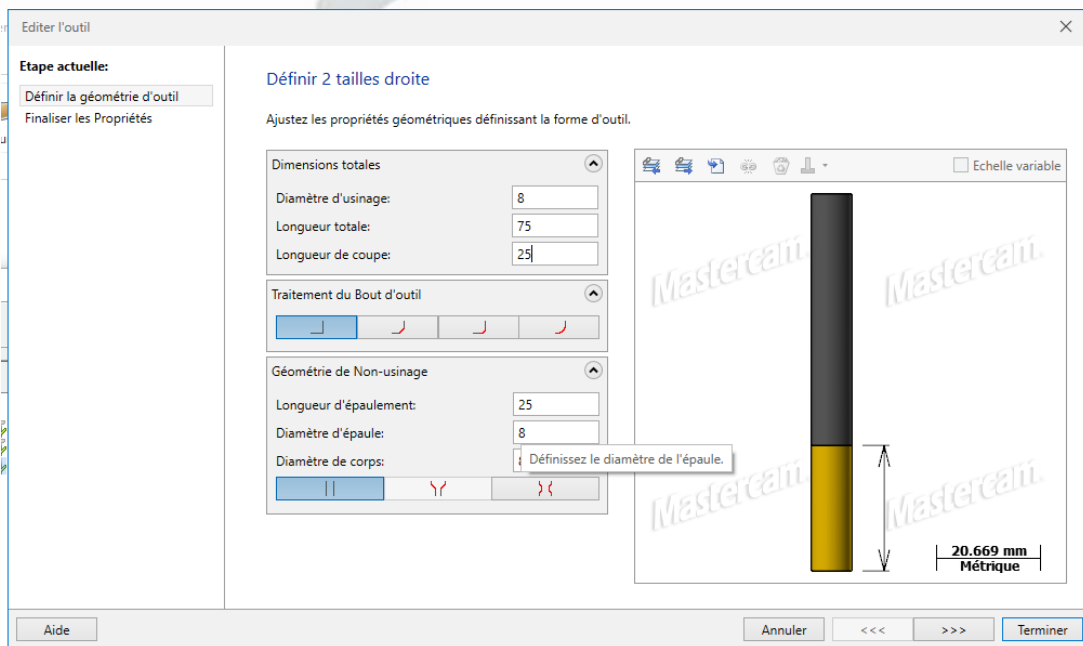 Editer l'outil
Etape actuelle:
Définir la géométrie d'outil
Finaliser les Propriétés
Définir 2 tailles droite
Ajustez les propriétés géométriques définissant la forme d'outil.
Dimensions totales
Diamètre d'usinage: 8
Longueur totale: 75
Longueur de coupe: 25
Traitement du Bout d'outil
Géométrie de Non-usinage
Longueur d'épaulement: 25
Diamètre d'épaule: 8
Diamètre de corps:
Définissez le diamètre de l'épaule.
Echelle variable
Mastercam.
Mastercam.
Mastercam.
Mastercam.
20.669 mm
Métrique
Aide
Annuler
<<<
>>>
Terminer